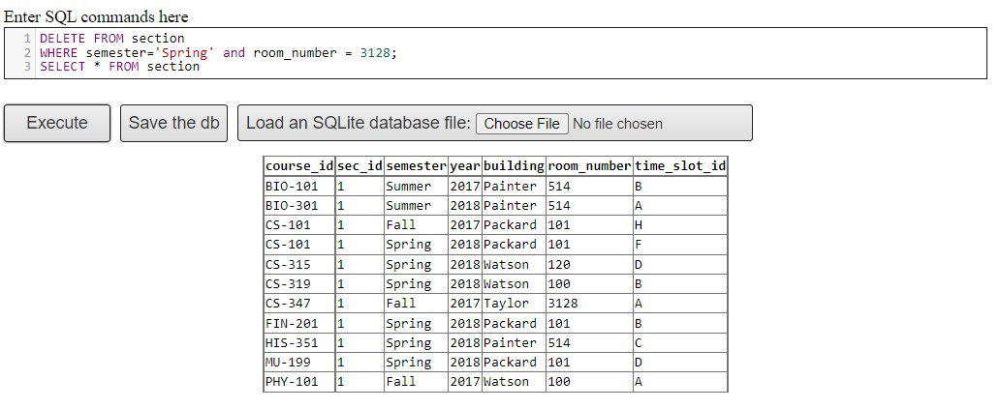 Enter SQL commands here
1 DELETE FROM section
2 WHERE semester='Spring' and room_number = 3128;
3 SELECT * FROM section
Execute Save the db Load an SQLite database file: Choose File No file chosen
course_id sec_id semester year building room_number time_slot_id
BIO-101 1 Summer 2017 Painter 514 B
BIO-301 1 Summer 2018 Painter 514 A
CS-101 1 Fall 2017 Packard 101 H
CS-101 1 Spring 2018 Packard 101 F
CS-315 1 Spring 2018 Watson 120 D
CS-319 1 Spring 2018 Watson 100 B
CS-347 1 Fall 2017 Taylor 3128 A
FIN-201 1 Spring 2018 Packard 101 B
HIS-351 1 Spring 2018 Painter 514 C
MU-199 1 Spring 2018 Packard 101 D
PHY-101 1 Fall 2017 Watson 100 A